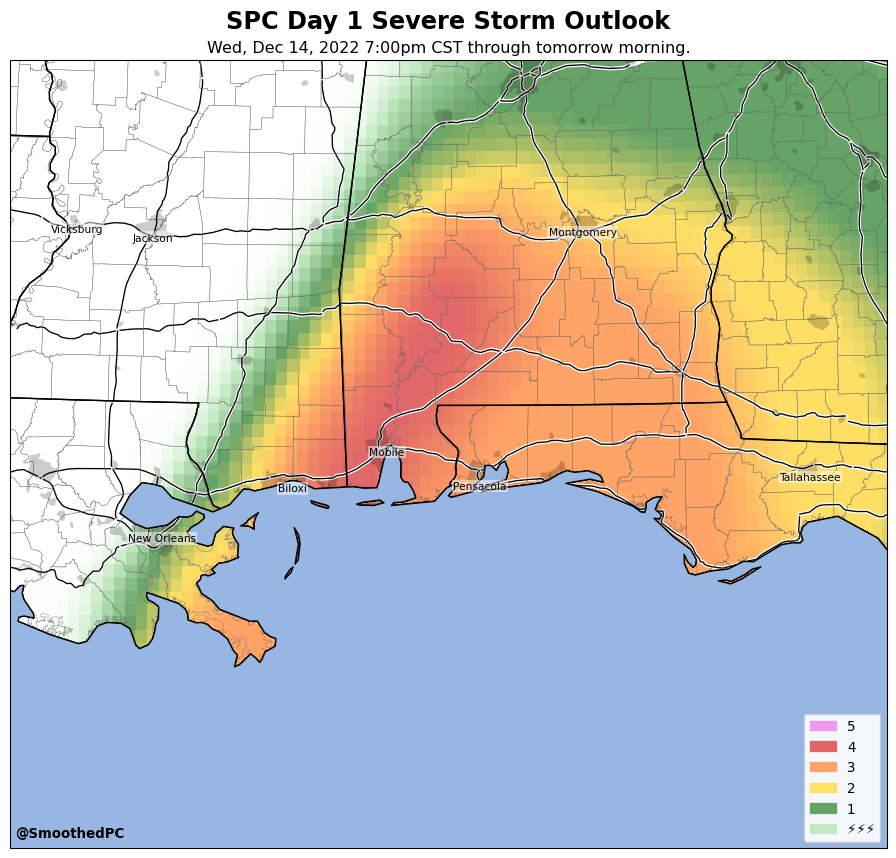 SPC Day 1 Severe Storm Outlook
Wed, Dec 14, 2022 7:00pm CST through tomorrow morning.
Vicksburg
Jackson
Montgomery
Mobile
Biloxi
Pensacola
Tallahassee
New Orleans
5
4
3
2
1
⚡⚡⚡
@SmoothedPC